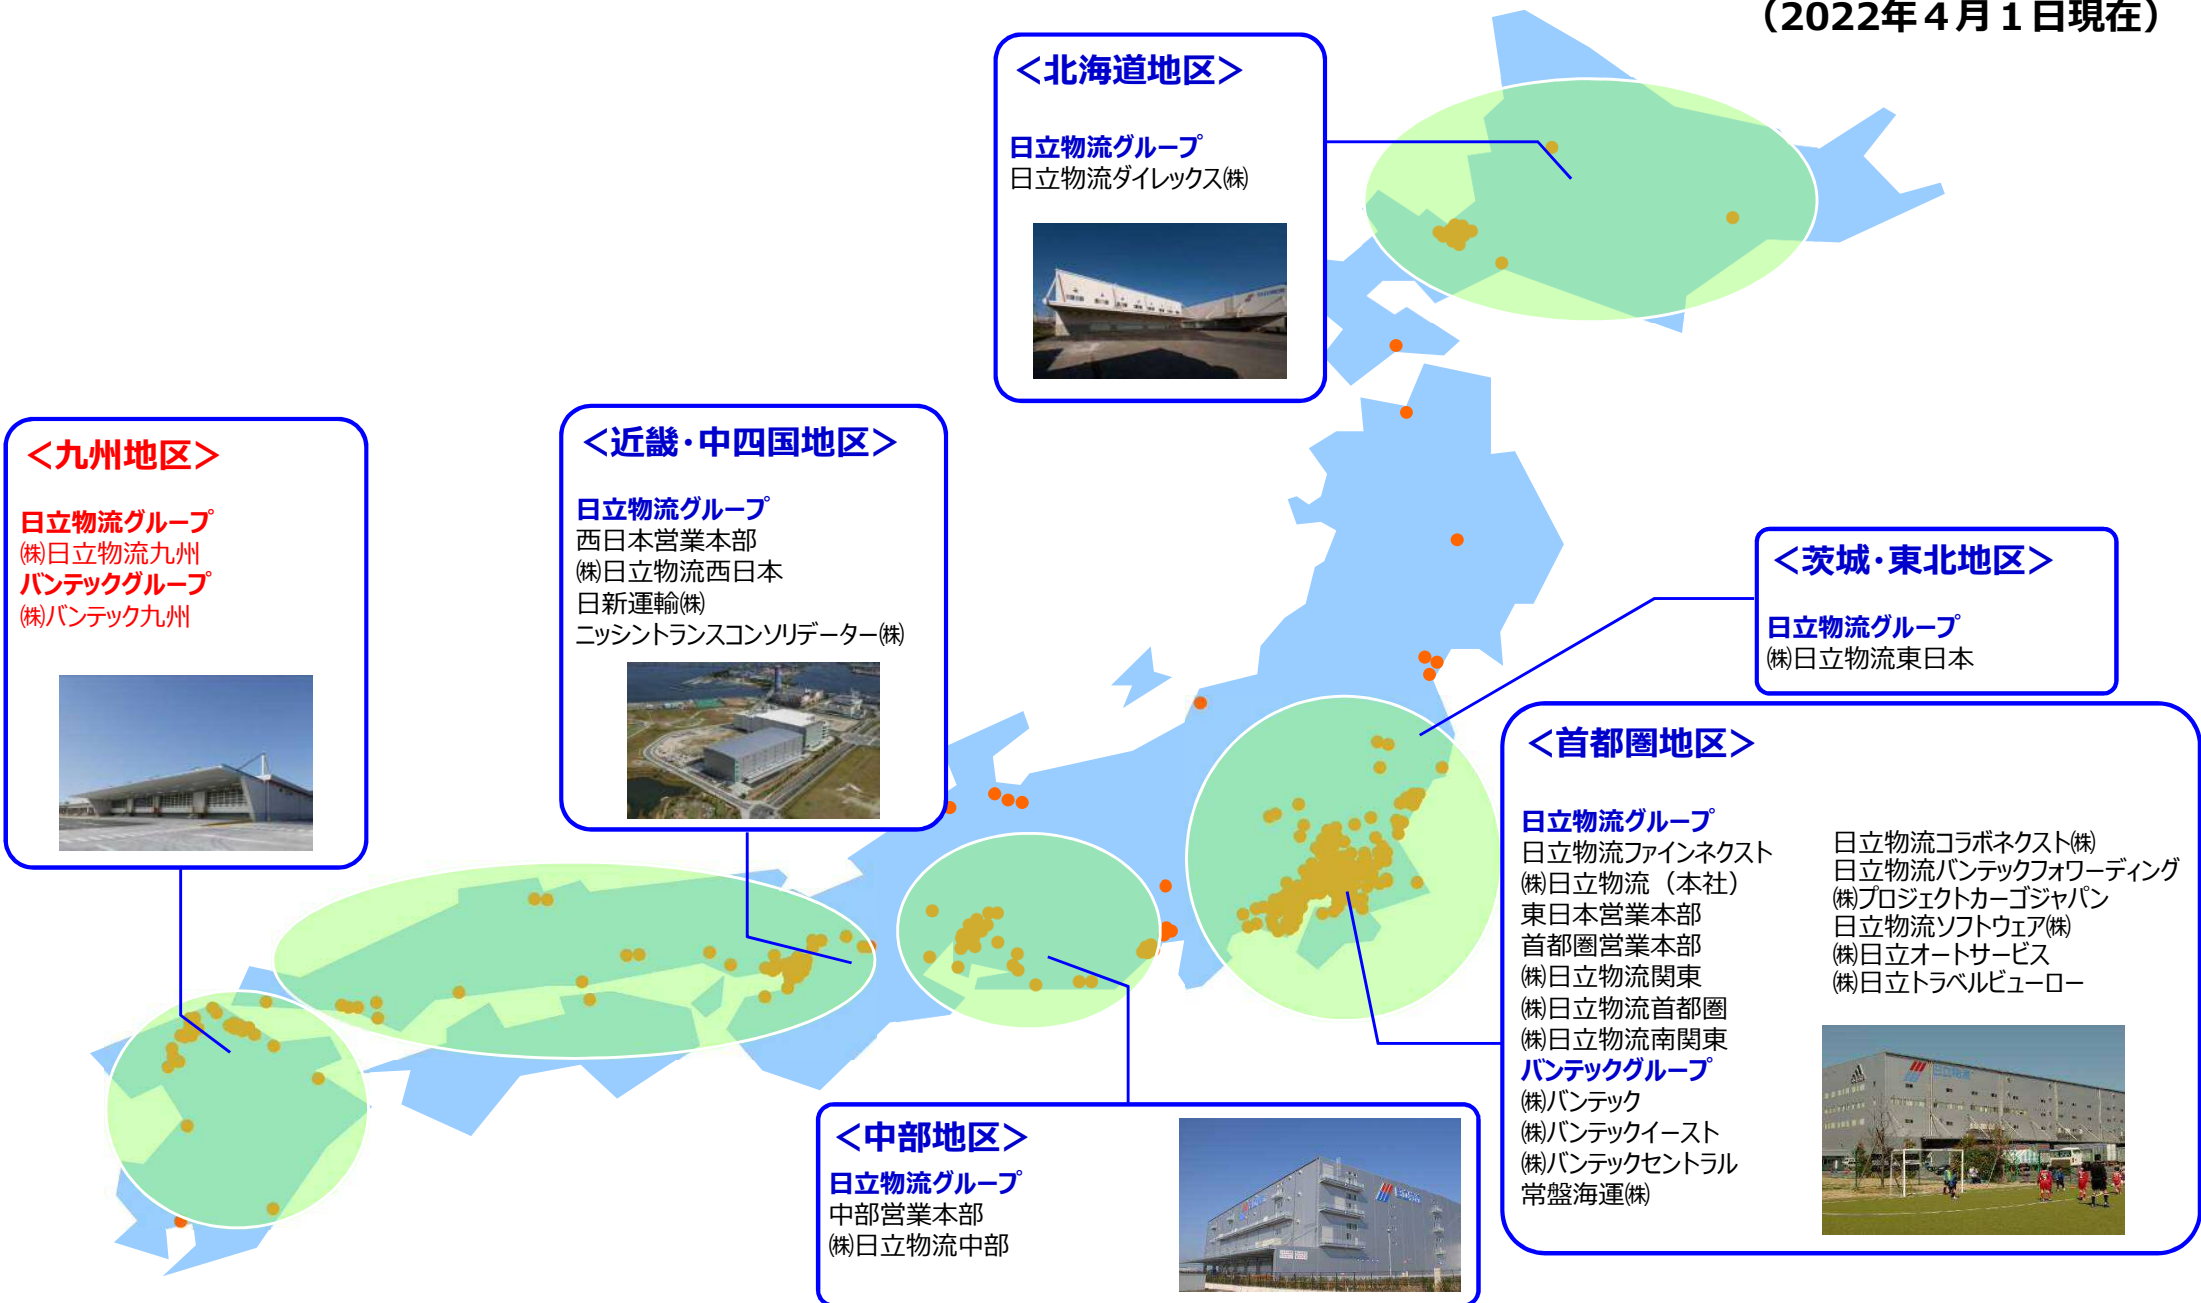 （2022年４月１日現在）
＜北海道地区＞
日立物流グループ
日立物流ダイレックス㈱
＜九州地区＞
日立物流グループ
㈱日立物流九州
バンテックグループ
㈱バンテック九州
＜近畿・中四国地区＞
日立物流グループ
西日本営業本部
㈱日立物流西日本
日新運輸㈱
ニッシントランスコンソリデーター㈱
＜茨城・東北地区＞
日立物流グループ
㈱日立物流東日本
＜首都圏地区＞
日立物流グループ
日立物流ファインネクスト
㈱日立物流（本社）
東日本営業本部
首都圏営業本部
㈱日立物流関東
㈱日立物流首都圏
㈱日立物流南関東
バンテックグループ
㈱バンテック
㈱バンテックイースト
㈱バンテックセントラル
常盤海運㈱
日立物流コラボネクスト㈱
日立物流バンテックフォワーディング
㈱プロジェクトカーゴジャパン
日立物流ソフトウェア㈱
㈱日立オートサービス
㈱日立トラベルビューロー
日立物流
＜中部地区＞
日立物流グループ
中部営業本部
㈱日立物流中部